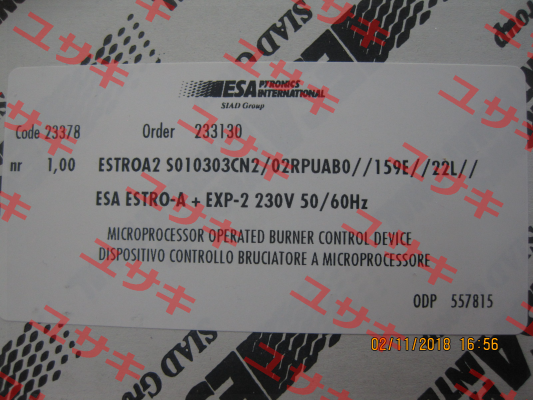 ESA PYRONICS INTERNATIONAL
SIAD Group
Code 23378 Order 233130
nr 1,00 ESTROA2 S010303CN2/02RPUAB0//159E//22L//
ESA ESTRO-A + EXP-2 230V 50/60Hz
MICROPROCESSOR OPERATED BURNER CONTROL DEVICE
DISPOSITIVO CONTROLLO BRUCIATORE A MICROPROCESSORE
ODP 557815
02/11/2018 16:56
ユサキ